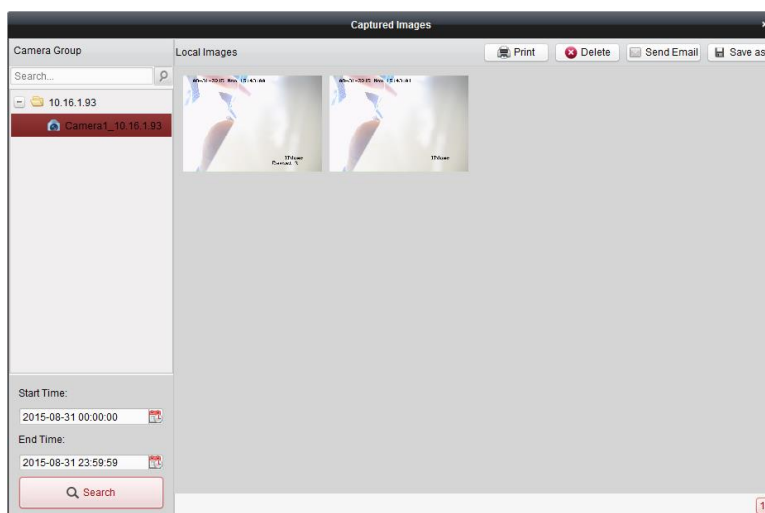 Captured Images
Camera Group
Local Images
Print
Delete
Send Email
Save as
Search...
10.16.1.93
Camera1_10.16.1.93
Start Time:
2015-08-31 00:00:00
End Time:
2015-08-31 23:59:59
Search
1